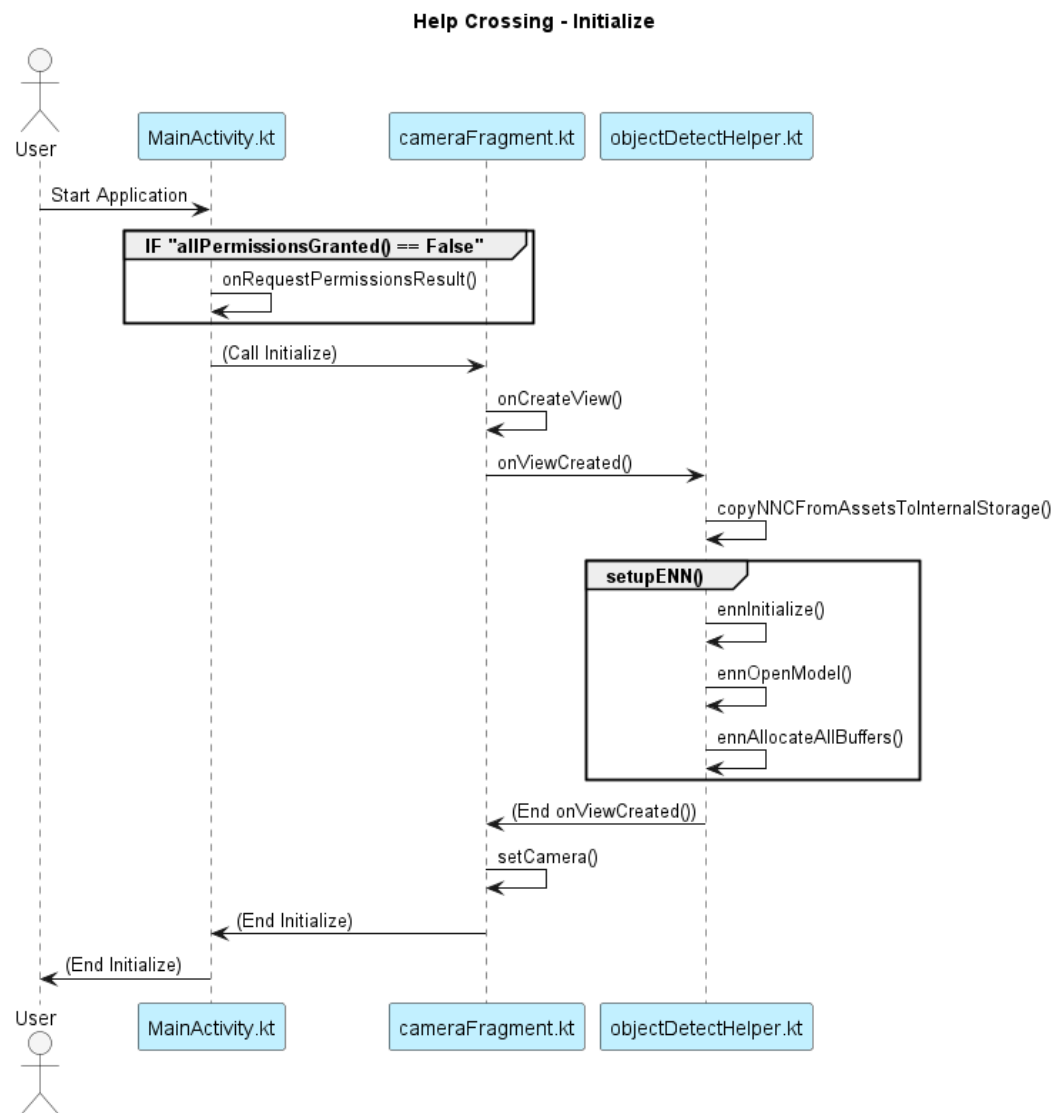 Help Crossing - Initialize
User
MainActivity.kt
cameraFragment.kt
objectDetectHelper.kt
Start Application
IF "allPermissionsGranted() == False"
onRequestPermissionsResult()
(Call Initialize)
onCreateView()
onViewCreated()
copyNNCFromAssetsToInternalStorage()
setupENN()
ennInitialize()
ennOpenModel()
ennAllocateAllBuffers()
(End onViewCreated())
setCamera()
(End Initialize)
(End Initialize)
User
MainActivity.kt
cameraFragment.kt
objectDetectHelper.kt